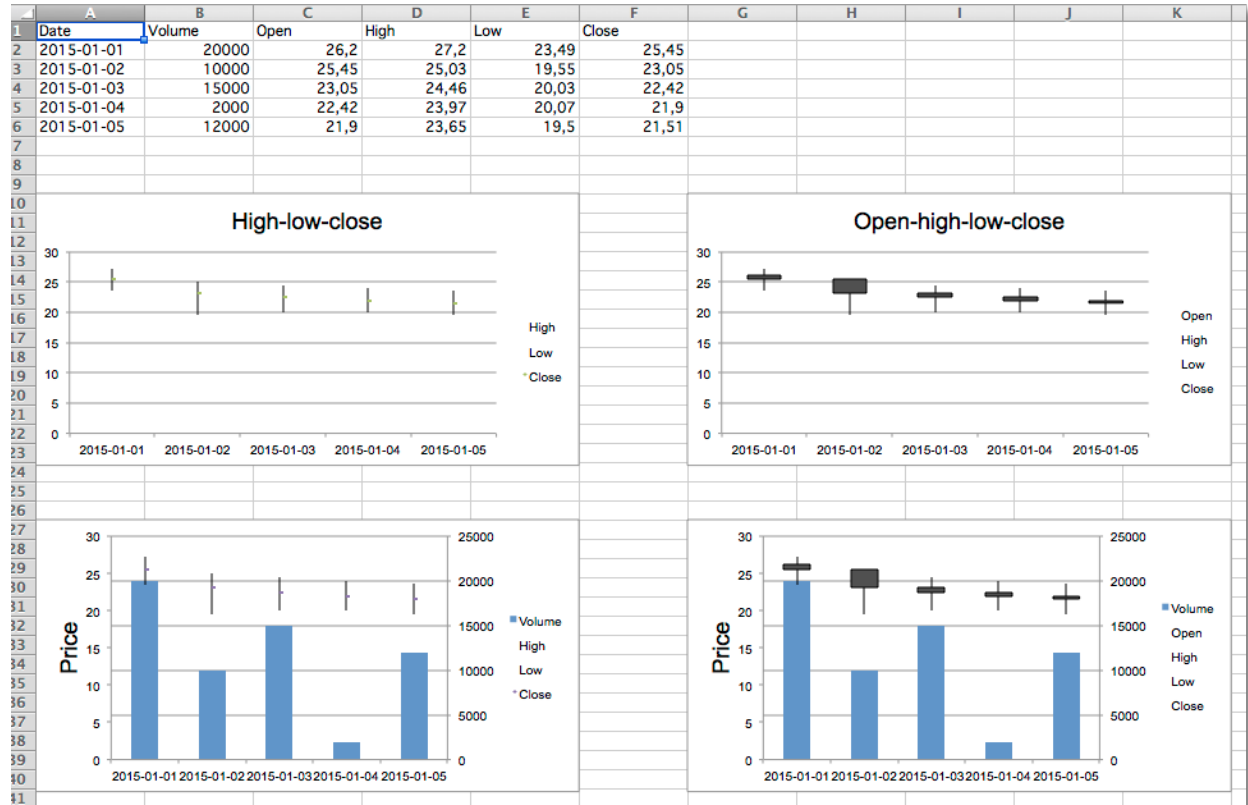 A B C D E F G H I J K
1 Date Volume Open High Low Close
2 2015-01-01 20000 26,2 27,2 23,49 25,45
3 2015-01-02 10000 25,45 25,03 19,55 23,05
4 2015-01-03 15000 23,05 24,46 20,03 22,42
5 2015-01-04 2000 22,42 23,97 20,07 21,9
6 2015-01-05 12000 21,9 23,65 19,5 21,51
7
8
9
10
11
12
13
14
15
16
17
18
19
20
21
22
23
24
25
26
27
28
29
30
31
32
33
34
35
36
37
38
39
40
41
High-low-close
30
25
20
15
10
5
0
2015-01-01 2015-01-02 2015-01-03 2015-01-04 2015-01-05
High
Low
Close
Open-high-low-close
30
25
20
15
10
5
0
2015-01-01 2015-01-02 2015-01-03 2015-01-04 2015-01-05
Open
High
Low
Close
Price
30
25
20
15
10
5
0
25000
20000
15000
10000
5000
0
2015-01-01 2015-01-02 2015-01-03 2015-01-04 2015-01-05
Volume
High
Low
Close
Price
30
25
20
15
10
5
0
25000
20000
15000
10000
5000
0
2015-01-01 2015-01-02 2015-01-03 2015-01-04 2015-01-05
Volume
Open
High
Low
Close